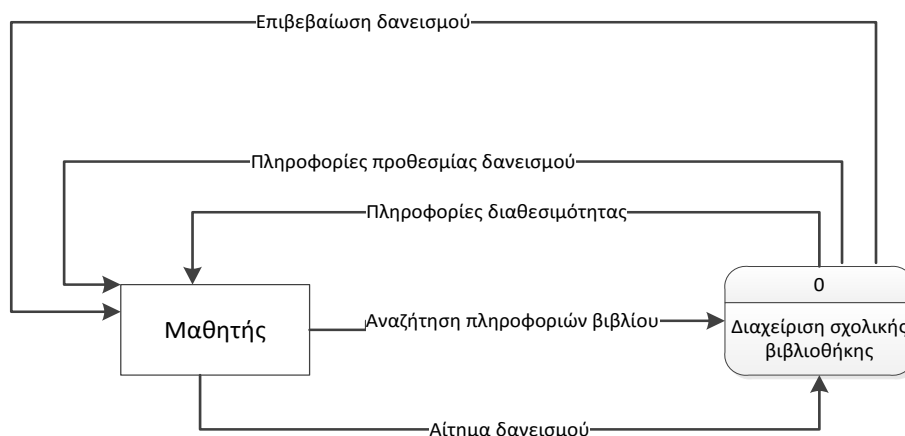 Επιβεβαίωση δανεισμού
Πληροφορίες προθεσμίας δανεισμού
Πληροφορίες διαθεσιμότητας
0
Μαθητής
Αναζήτηση πληροφοριών βιβλίου
Διαχείριση σχολικής
βιβλιοθήκης
Αίτημα δανεισμού